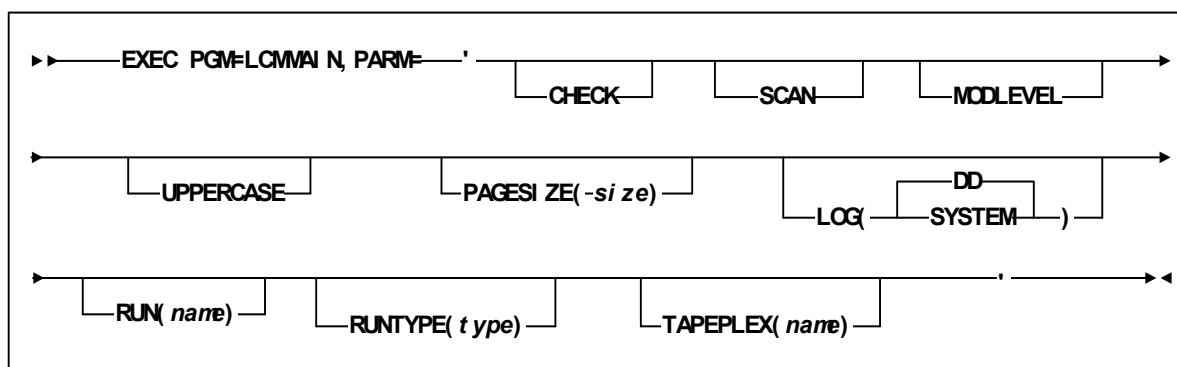 EXEC PGM=LCMMAIN, PARM= '
CHECK SCAN MODLEVEL
UPPERCASE PAGESIZE(-size) DD
LOG( SYSTEM )
RUN(name) RUNTYPE(type) TAPEPLEX(name) '